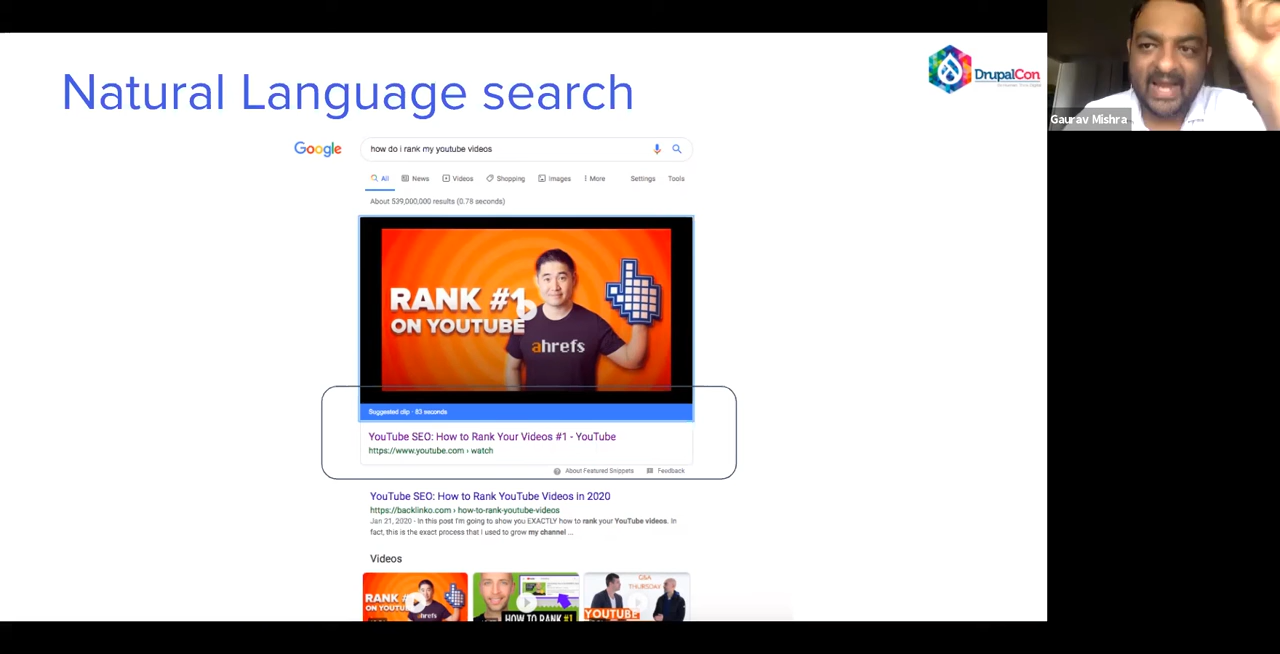 Natural Language search
DrupalCon
Gaurav Mishra
Google
how do i rank my youtube videos
All
News
Videos
Shopping
Images
More
Settings
Tools
About 539,000,000 results (0.78 seconds)
RANK #1
ON YOUTUBE
ahrefs
Suggested clip · 83 seconds
YouTube SEO: How to Rank Your Videos #1 - YouTube
https://www.youtube.com › watch
About Featured Snippets
Feedback
YouTube SEO: How to Rank YouTube Videos in 2020
https://backlinko.com › how-to-rank-youtube-videos
Jan 21, 2020 - In this post I'm going to show you EXACTLY how to rank your YouTube videos. In
fact, this is the exact process that I used to grow my channel ...
Videos
RANK
ON YOUTUBE
ahrefs
HOW TO RANK #1
Q&A
THURSDAY
YOUTUBE